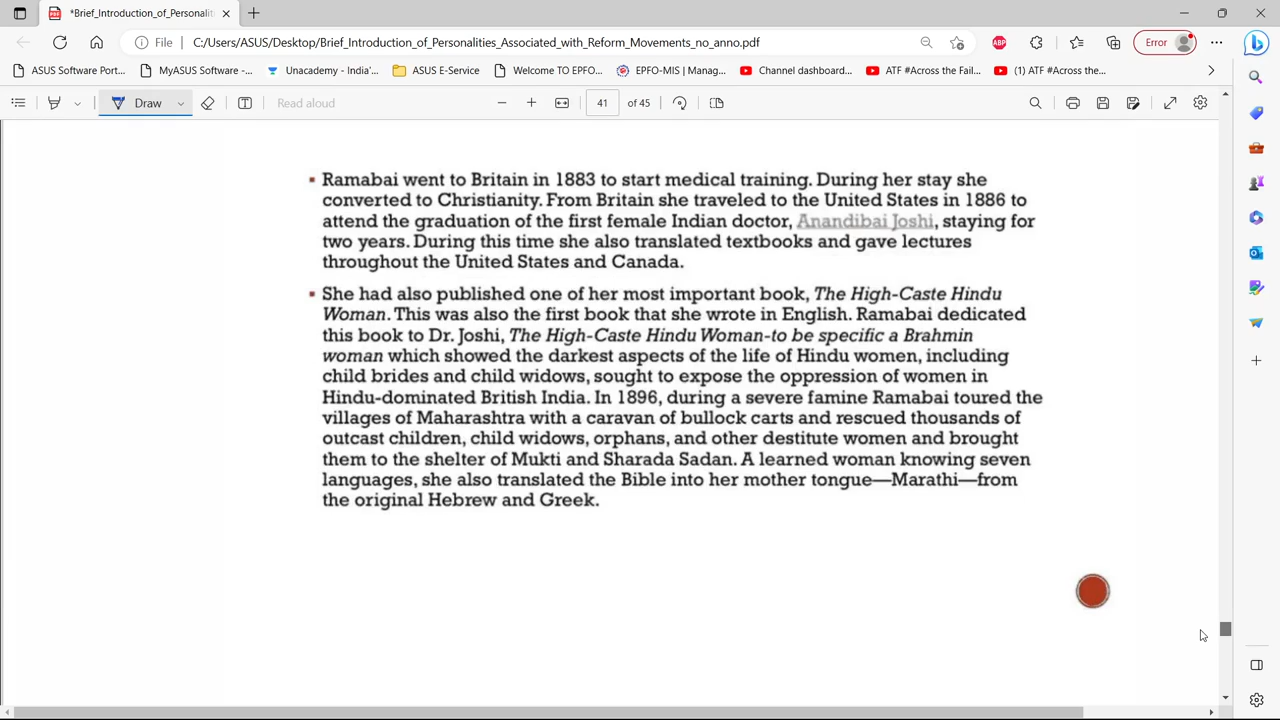 *Brief_Introduction_of_Personaliti
File
C:/Users/ASUS/Desktop/Brief_Introduction_of_Personalities_Associated_with_Reform_Movements_no_anno.pdf
ABP
Error
ASUS Software Port...
MyASUS - Software -...
Unacademy - India'...
ASUS E-Service
Welcome To EPFO...
EPFO-MIS | Manag...
Channel dashboard...
ATF #Across the Fail...
(1) ATF #Across the...
Draw
Read aloud
41
of 45
▪ Ramabai went to Britain in 1883 to start medical training. During her stay she
converted to Christianity. From Britain she traveled to the United States in 1886 to
attend the graduation of the first female Indian doctor, Anandibai Joshi, staying for
two years. During this time she also translated textbooks and gave lectures
throughout the United States and Canada.
▪ She had also published one of her most important book, The High-Caste Hindu
Woman. This was also the first book that she wrote in English. Ramabai dedicated
this book to Dr. Joshi, The High-Caste Hindu Woman-to be specific a Brahmin
woman which showed the darkest aspects of the life of Hindu women, including
child brides and child widows, sought to expose the oppression of women in
Hindu-dominated British India. In 1896, during a severe famine Ramabai toured the
villages of Maharashtra with a caravan of bullock carts and rescued thousands of
outcast children, child widows, orphans, and other destitute women and brought
them to the shelter of Mukti and Sharada Sadan. A learned woman knowing seven
languages, she also translated the Bible into her mother tongue—Marathi—from
the original Hebrew and Greek.